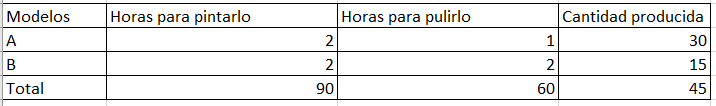 Modelos Horas para pintarlo Horas para pulirlo Cantidad producida
A 2 1 30
B 2 2 15
Total 90 60 45